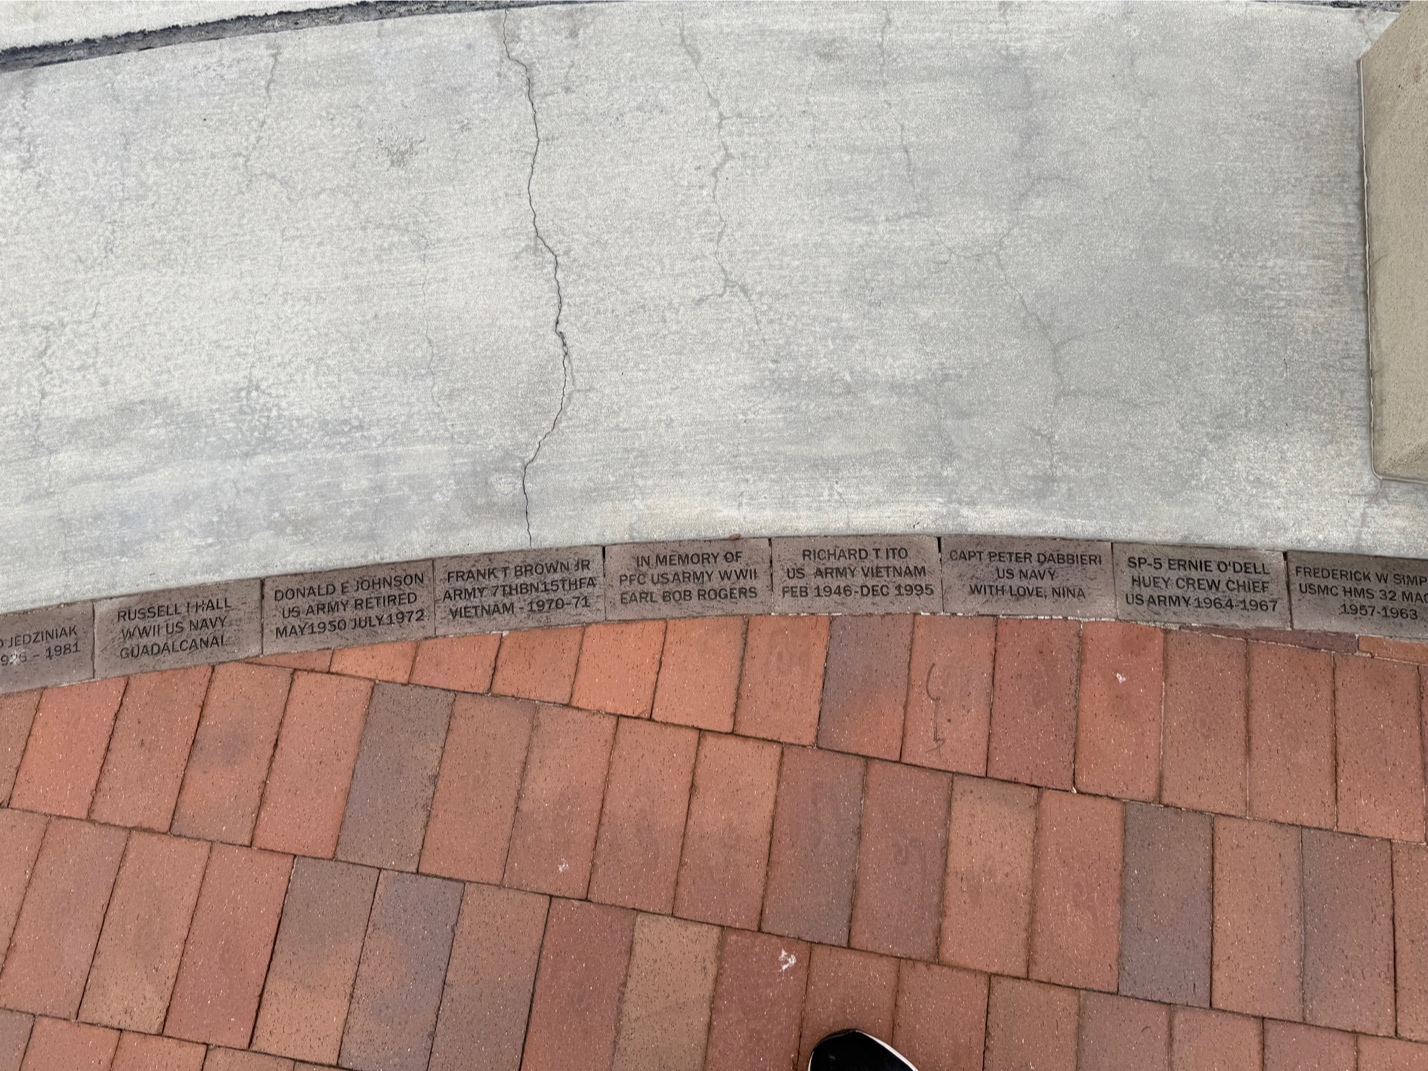 JEDZINIAK
– 1981
RUSSELL I HALL
WWII US NAVY
GUADALCANAL
DONALD E JOHNSON
US ARMY RETIRED
MAY1950 JULY1972
FRANK T BROWN JR
ARMY 7THBN15THFA
VIETNAM - 1970-71
IN MEMORY OF
PFC US ARMY WWII
EARL BOB ROGERS
RICHARD T ITO
US ARMY VIETNAM
FEB 1946-DEC 1995
CAPT PETER DABBIERI
US NAVY
WITH LOVE, NINA
SP-5 ERNIE O'DELL
HUEY CREW CHIEF
US ARMY 1964-1967
FREDERICK W SIMP
USMC HMS 32 MAG
1957-1963